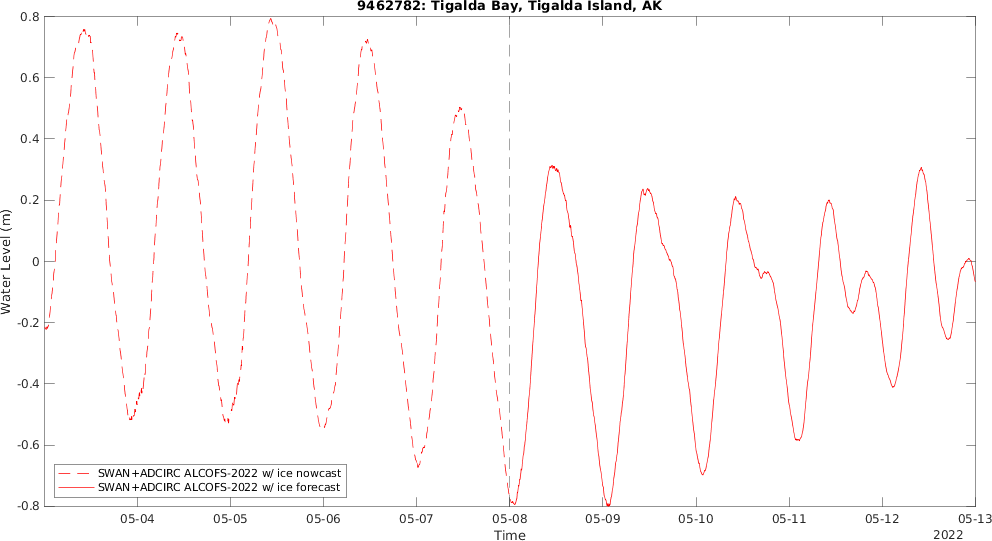 9462782: Tigalda Bay, Tigalda Island, AK
0.8
0.6
0.4
0.2
0
-0.2
-0.4
-0.6
-0.8
Water Level (m)
SWAN+ADCIRC ALCOFS-2022 w/ ice nowcast
SWAN+ADCIRC ALCOFS-2022 w/ ice forecast
05-04 05-05 05-06 05-07 05-08 05-09 05-10 05-11 05-12 05-13
Time
2022